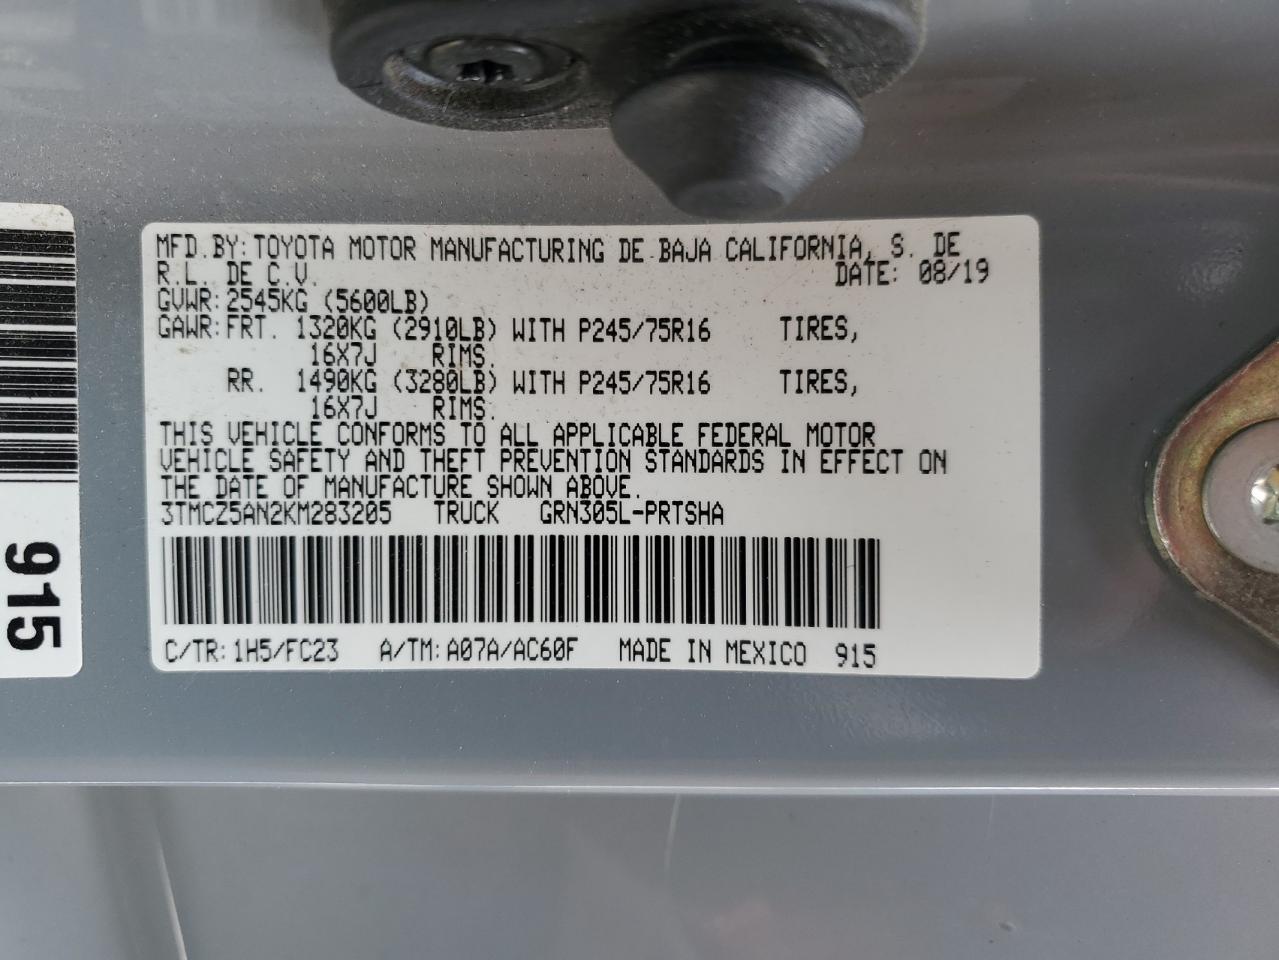 MFD.BY:TOYOTA MOTOR MANUFACTURING DE BAJA CALIFORNIA, S. DE
R.L. DE C.V. DATE: 08/19
GVWR:2545KG (5600LB)
GAWR:FRT. 1320KG (2910LB) WITH P245/75R16 TIRES,
16X7J RIMS.
RR. 1490KG (3280LB) WITH P245/75R16 TIRES,
16X7J RIMS.
THIS VEHICLE CONFORMS TO ALL APPLICABLE FEDERAL MOTOR
VEHICLE SAFETY AND THEFT PREVENTION STANDARDS IN EFFECT ON
THE DATE OF MANUFACTURE SHOWN ABOVE.
3TMCZ5AN2KM283205 TRUCK GRN305L-PRTSHA
C/TR:1H5/FC23 A/TM:A07A/AC60F MADE IN MEXICO 915
915